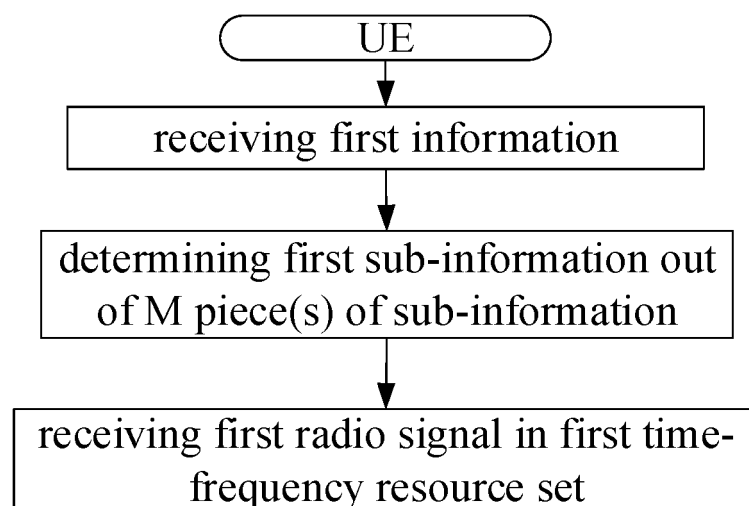 UE
receiving first information
determining first sub-information out
of M piece(s) of sub-information
receiving first radio signal in first time-
frequency resource set